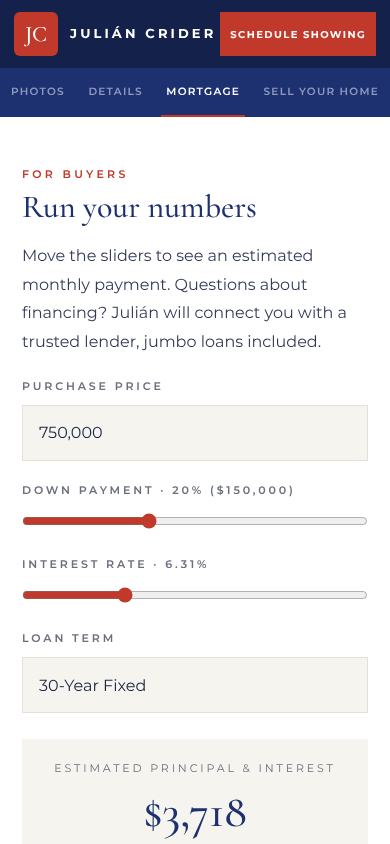 JC
JULIÁN CRIDER
SCHEDULE SHOWING
PHOTOS DETAILS MORTGAGE SELL YOUR HOME
FOR BUYERS
Run your numbers
Move the sliders to see an estimated
monthly payment. Questions about
financing? Julián will connect you with a
trusted lender, jumbo loans included.
PURCHASE PRICE
750,000
DOWN PAYMENT · 20% ($150,000)
INTEREST RATE · 6.31%
LOAN TERM
30-Year Fixed
ESTIMATED PRINCIPAL & INTEREST
$3,718